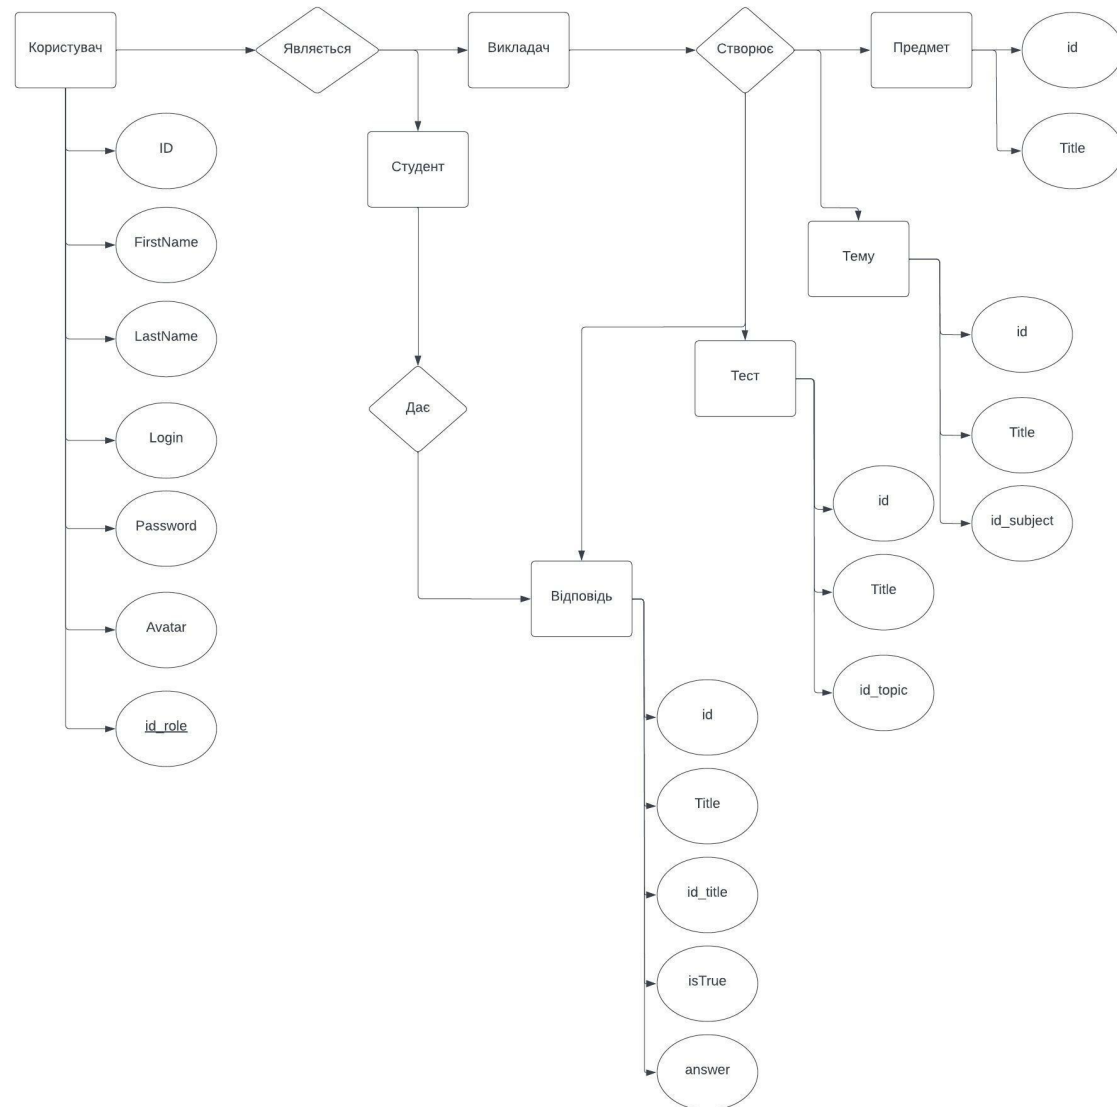 Користувач
Являється
Викладач
Створює
Предмет
id
Title
ID
FirstName
LastName
Login
Password
Avatar
id_role
Студент
Дає
Тему
id
Title
id_subject
Тест
id
Title
id_topic
Відповідь
id
Title
id_title
isTrue
answer